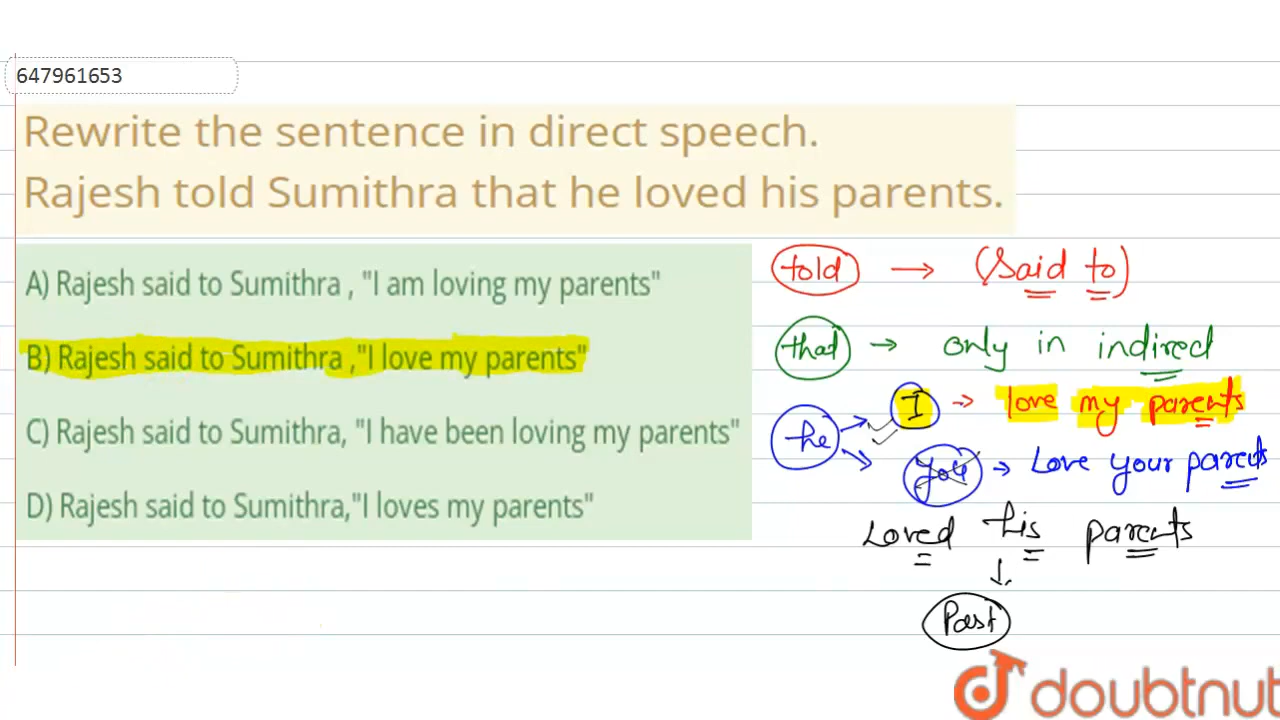 647961653
Rewrite the sentence in direct speech.
Rajesh told Sumithra that he loved his parents.
A) Rajesh said to Sumithra , "I am loving my parents"
B) Rajesh said to Sumithra ,"I love my parents"
C) Rajesh said to Sumithra, "I have been loving my parents"
D) Rajesh said to Sumithra,"I loves my parents"
told → (Said to)
that → only in indirect
he → I → love my parents
you → Love your parents
Loved his parents
↓
Past
doubtnut